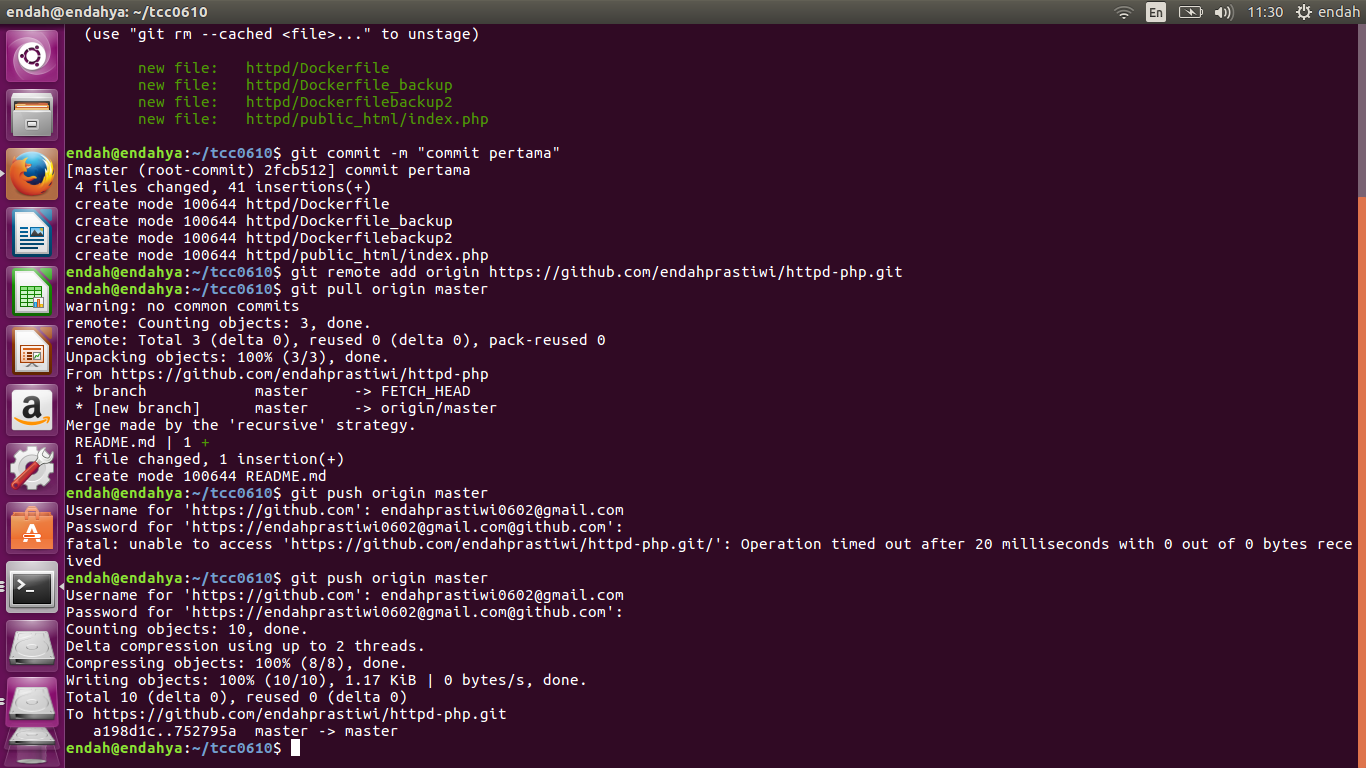 endah@endahya: ~/tcc0610
En
11:30
endah
(use "git rm --cached <file>..." to unstage)
new file:   httpd/Dockerfile
new file:   httpd/Dockerfile_backup
new file:   httpd/Dockerfilebackup2
new file:   httpd/public_html/index.php
endah@endahya:~/tcc0610$ git commit -m "commit pertama"
[master (root-commit) 2fcb512] commit pertama
4 files changed, 41 insertions(+)
create mode 100644 httpd/Dockerfile
create mode 100644 httpd/Dockerfile_backup
create mode 100644 httpd/Dockerfilebackup2
create mode 100644 httpd/public_html/index.php
endah@endahya:~/tcc0610$ git remote add origin https://github.com/endahprastiwi/httpd-php.git
endah@endahya:~/tcc0610$ git pull origin master
warning: no common commits
remote: Counting objects: 3, done.
remote: Total 3 (delta 0), reused 0 (delta 0), pack-reused 0
Unpacking objects: 100% (3/3), done.
From https://github.com/endahprastiwi/httpd-php
* branch            master     -> FETCH_HEAD
* [new branch]      master     -> origin/master
Merge made by the 'recursive' strategy.
README.md | 1 +
1 file changed, 1 insertion(+)
create mode 100644 README.md
endah@endahya:~/tcc0610$ git push origin master
Username for 'https://github.com': endahprastiwi0602@gmail.com
Password for 'https://endahprastiwi0602@gmail.com@github.com':
fatal: unable to access 'https://github.com/endahprastiwi/httpd-php.git/': Operation timed out after 20 milliseconds with 0 out of 0 bytes rece
ived
endah@endahya:~/tcc0610$ git push origin master
Username for 'https://github.com': endahprastiwi0602@gmail.com
Password for 'https://endahprastiwi0602@gmail.com@github.com':
Counting objects: 10, done.
Delta compression using up to 2 threads.
Compressing objects: 100% (8/8), done.
Writing objects: 100% (10/10), 1.17 KiB | 0 bytes/s, done.
Total 10 (delta 0), reused 0 (delta 0)
To https://github.com/endahprastiwi/httpd-php.git
a198d1c..752795a  master -> master
endah@endahya:~/tcc0610$